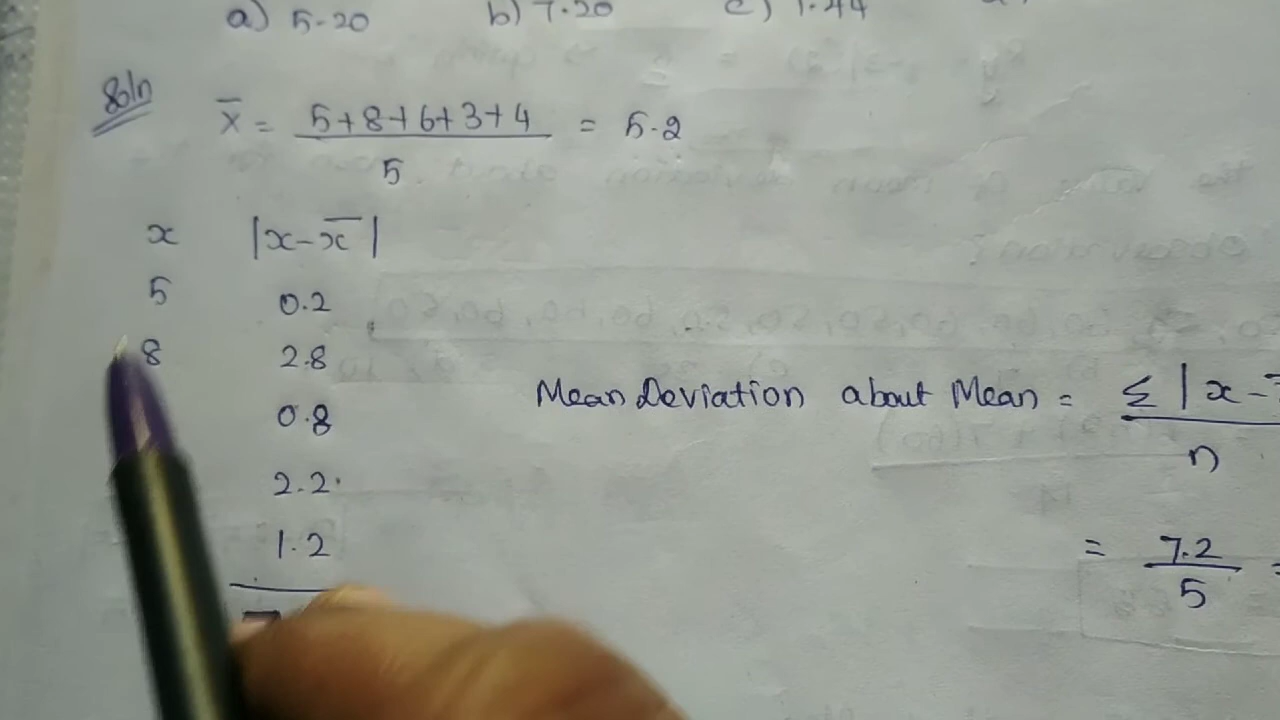 a) 5.20 b) 7.20 c) 1.44
Soln x̄ = 5+8+6+3+4 / 5 = 5.2
x |x-x̄|
5 0.2
8 2.8
0.8
2.2
1.2
Mean Deviation about Mean = Σ|x-
n
= 7.2 / 5 =